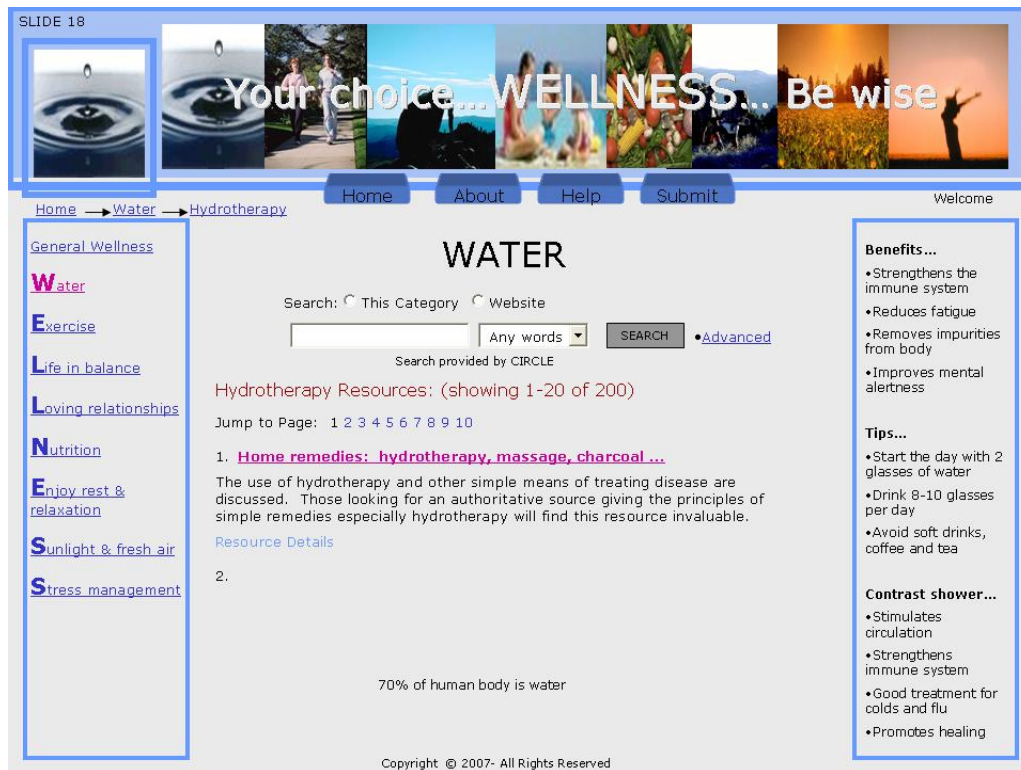 SLIDE 18
Your choice...WELLNESS... Be wise
Home About Help Submit
Welcome
Home Water Hydrotherapy
General Wellness
Water
Exercise
Life in balance
Loving relationships
Nutrition
Enjoy rest &
relaxation
Sunlight & fresh air
Stress management
WATER
Search: This Category Website
Any words SEARCH •Advanced
Search provided by CIRCLE
Hydrotherapy Resources: (showing 1-20 of 200)
Jump to Page: 1 2 3 4 5 6 7 8 9 10
1. Home remedies: hydrotherapy, massage, charcoal ...
The use of hydrotherapy and other simple means of treating disease are
discussed. Those looking for an authoritative source giving the principles of
simple remedies especially hydrotherapy will find this resource invaluable.
Resource Details
2.
70% of human body is water
Benefits...
•Strengthens the
immune system
•Reduces fatigue
•Removes impurities
from body
•Improves mental
alertness
Tips...
•Start the day with 2
glasses of water
•Drink 8-10 glasses
per day
•Avoid soft drinks,
coffee and tea
Contrast shower...
•Stimulates
circulation
•Strengthens
immune system
•Good treatment for
colds and flu
•Promotes healing
Copyright © 2007- All Rights Reserved